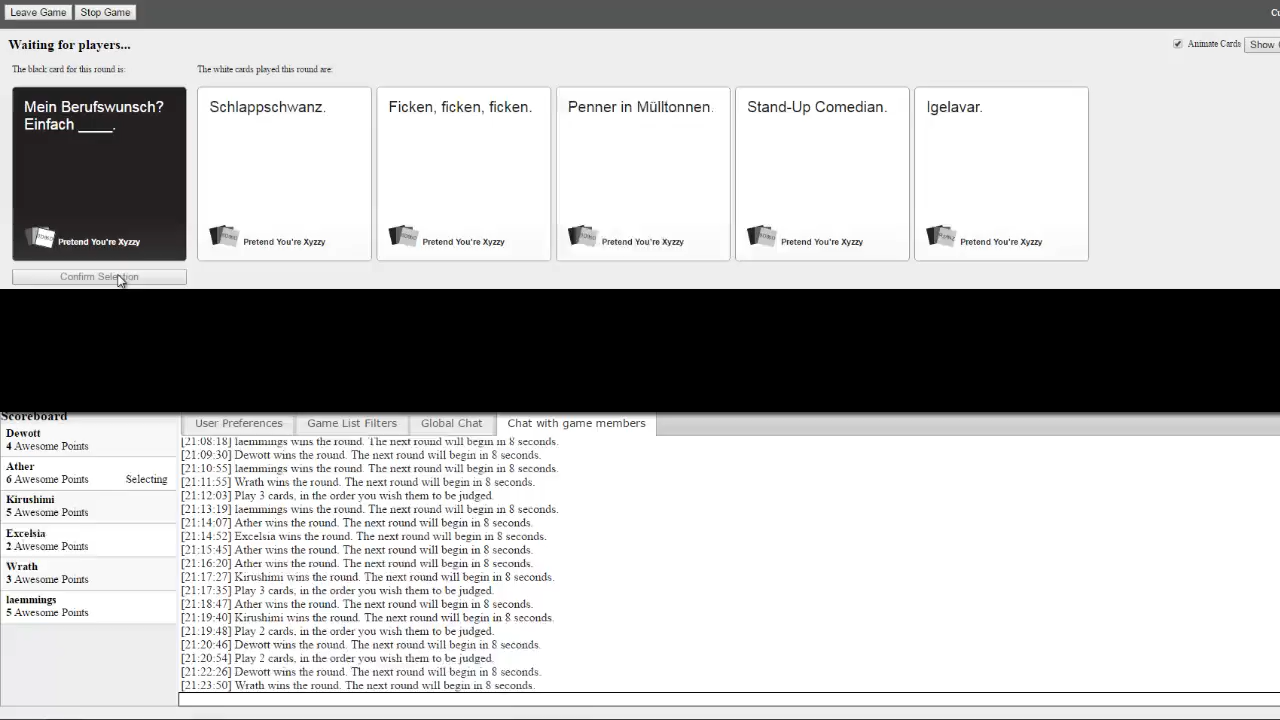 Leave Game Stop Game
Waiting for players...
Animate Cards Show
The black card for this round is:
The white cards played this round are:
Mein Berufswunsch?
Einfach ____.
Pretend You're Xyzzy
Schlappschwanz.
Pretend You're Xyzzy
Ficken, ficken, ficken.
Pretend You're Xyzzy
Penner in Mülltonnen.
Pretend You're Xyzzy
Stand-Up Comedian.
Pretend You're Xyzzy
Igelavar.
Pretend You're Xyzzy
Confirm Selection
Scoreboard
Dewott
4 Awesome Points
Ather
6 Awesome Points Selecting
Kirushimi
5 Awesome Points
Excelsia
2 Awesome Points
Wrath
3 Awesome Points
laemmings
5 Awesome Points
User Preferences Game List Filters Global Chat Chat with game members
[21:08:18] laemmings wins the round. The next round will begin in 8 seconds.
[21:09:30] Dewott wins the round. The next round will begin in 8 seconds.
[21:10:55] laemmings wins the round. The next round will begin in 8 seconds.
[21:11:55] Wrath wins the round. The next round will begin in 8 seconds.
[21:12:03] Play 3 cards, in the order you wish them to be judged.
[21:13:19] laemmings wins the round. The next round will begin in 8 seconds.
[21:14:07] Ather wins the round. The next round will begin in 8 seconds.
[21:14:52] Excelsia wins the round. The next round will begin in 8 seconds.
[21:15:45] Ather wins the round. The next round will begin in 8 seconds.
[21:16:20] Ather wins the round. The next round will begin in 8 seconds.
[21:17:27] Kirushimi wins the round. The next round will begin in 8 seconds.
[21:17:35] Play 3 cards, in the order you wish them to be judged.
[21:18:47] Ather wins the round. The next round will begin in 8 seconds.
[21:19:40] Kirushimi wins the round. The next round will begin in 8 seconds.
[21:19:48] Play 2 cards, in the order you wish them to be judged.
[21:20:46] Dewott wins the round. The next round will begin in 8 seconds.
[21:20:54] Play 2 cards, in the order you wish them to be judged.
[21:22:26] Dewott wins the round. The next round will begin in 8 seconds.
[21:23:50] Wrath wins the round. The next round will begin in 8 seconds.